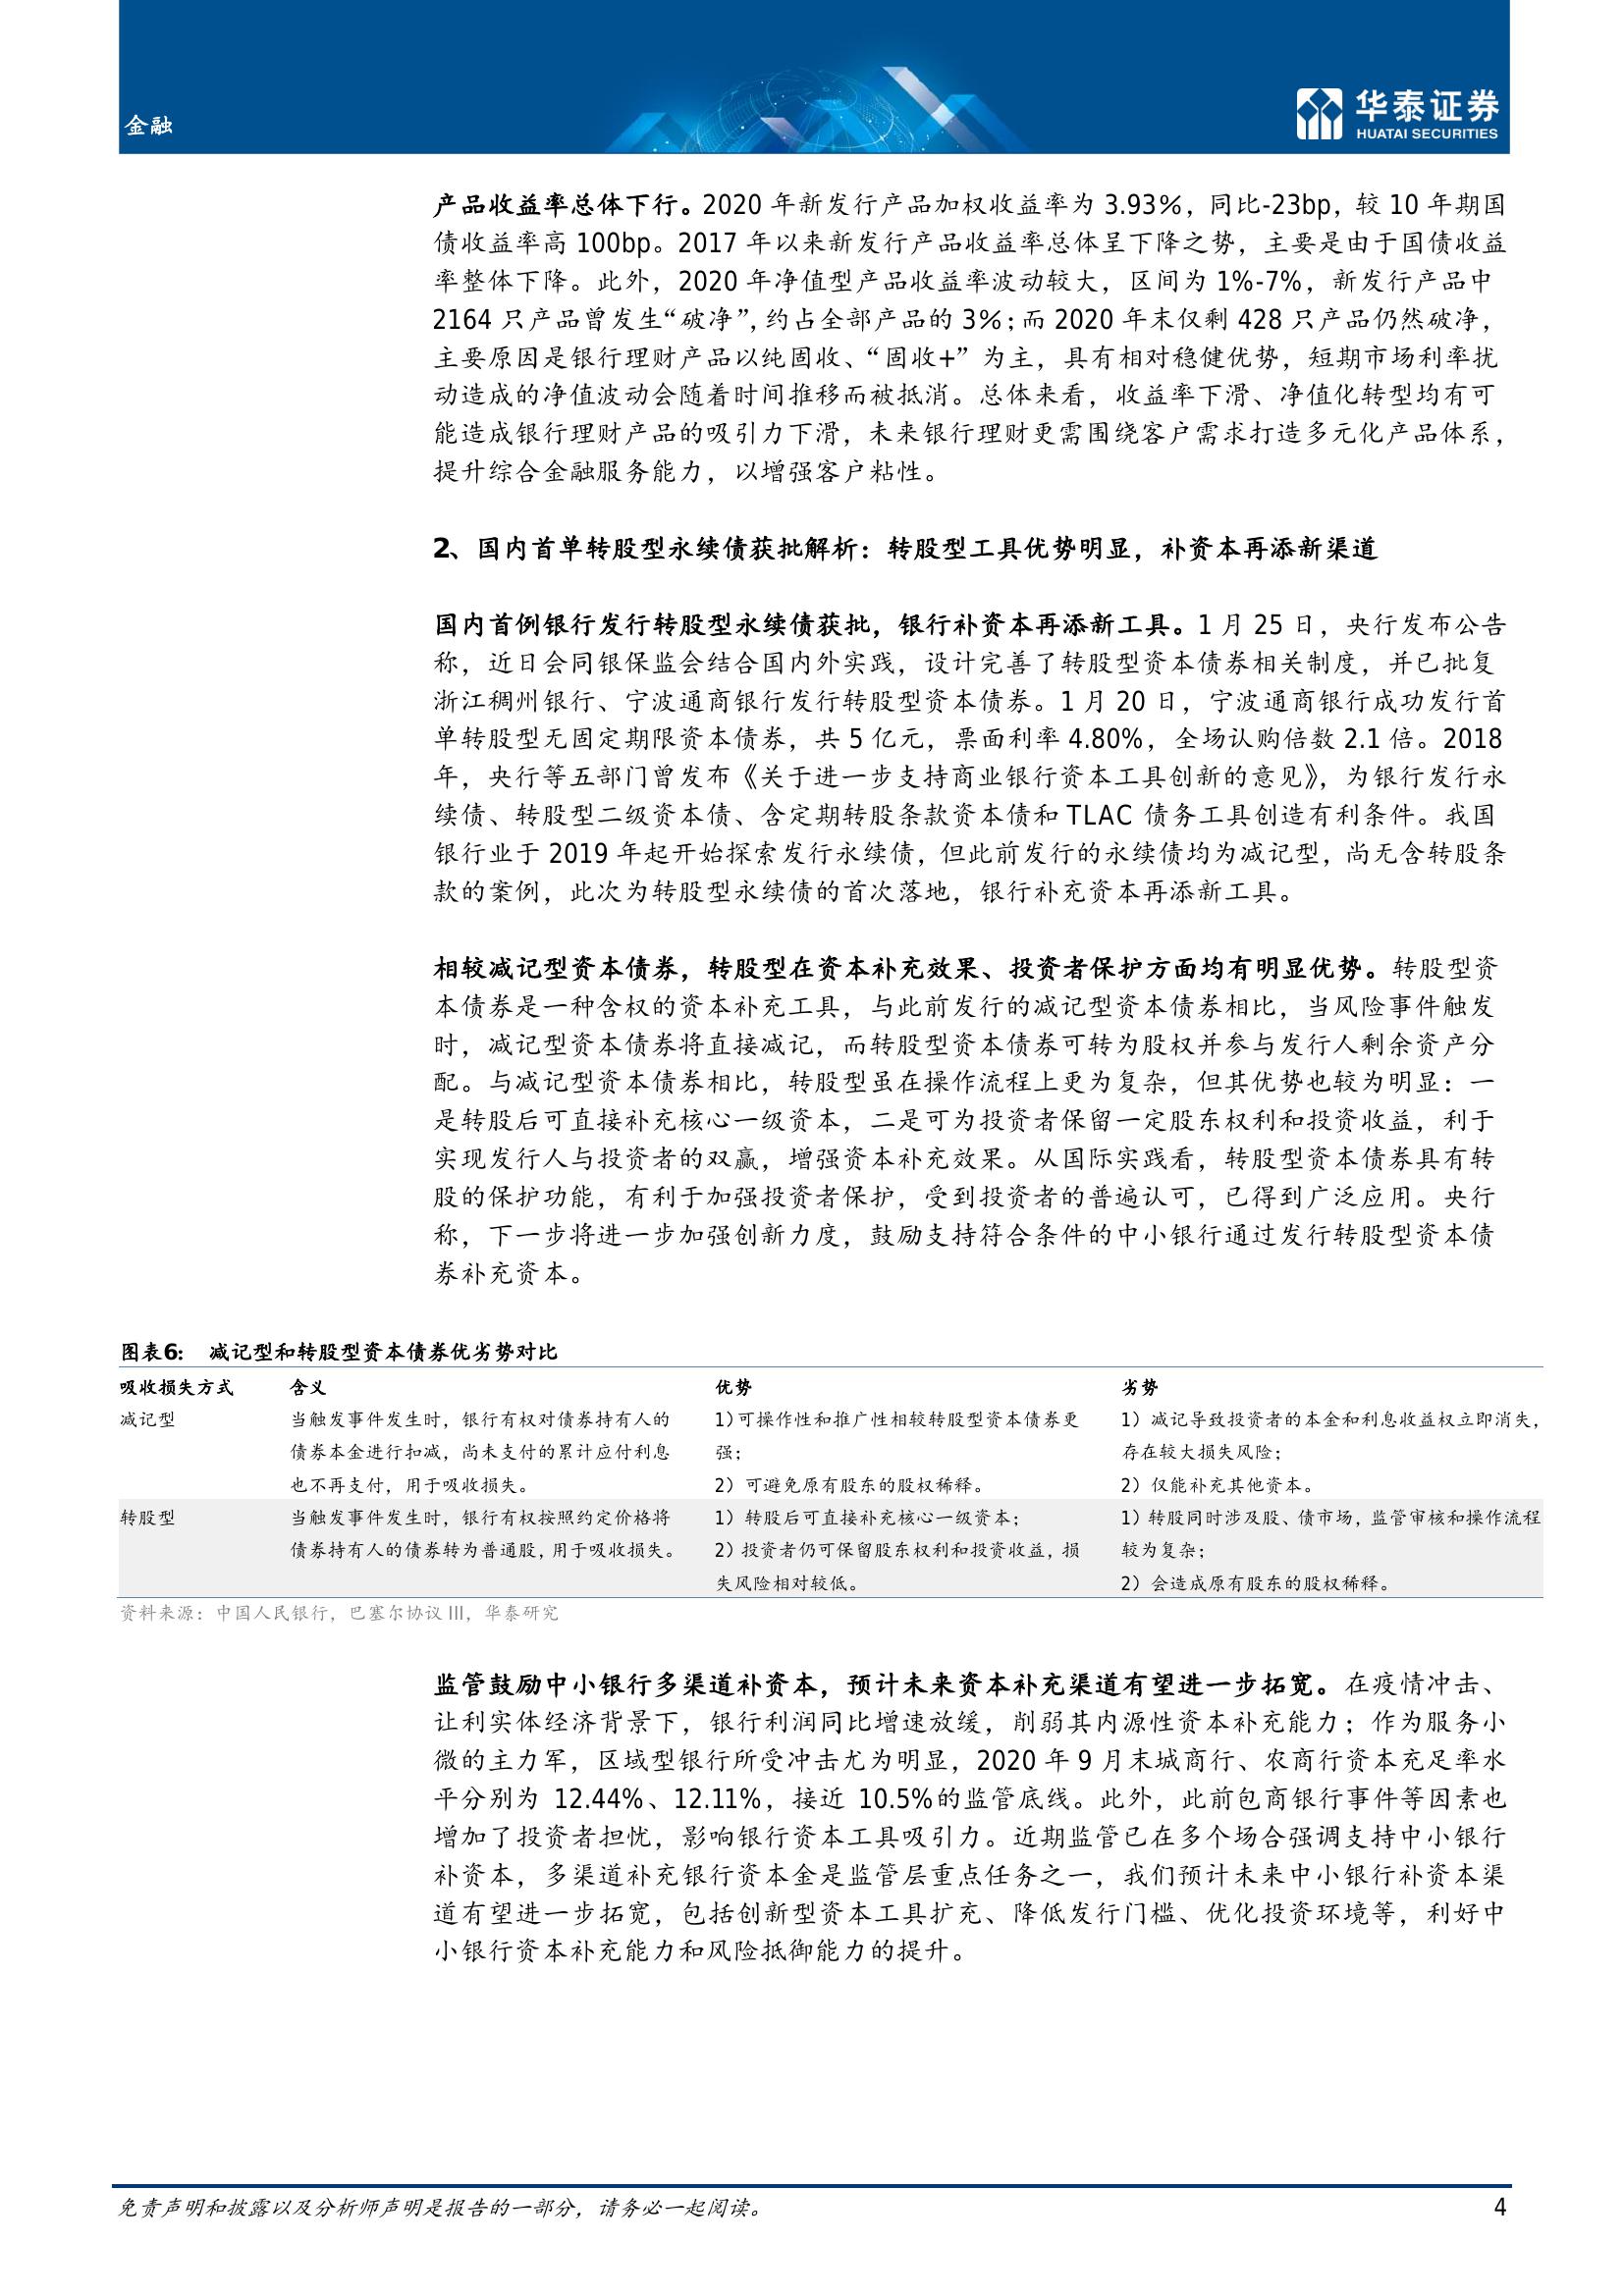 金融
华泰证券
HUATAI SECURITIES
产品收益率总体下行。2020 年新发行产品加权收益率为 3.93%，同比-23bp，较 10 年期国
债收益率高 100bp。2017 年以来新发行产品收益率总体呈下降之势，主要是由于国债收益
率整体下降。此外，2020 年净值型产品收益率波动较大，区间为 1%-7%，新发行产品中
2164 只产品曾发生“破净”，约占全部产品的 3%；而 2020 年末仅剩 428 只产品仍然破净，
主要原因是银行理财产品以纯固收、“固收+” 为主，具有相对稳健优势，短期市场利率扰
动造成的净值波动会随着时间推移而被抵消。总体来看，收益率下滑、净值化转型均有可
能造成银行理财产品的吸引力下滑，未来银行理财更需围绕客户需求打造多元化产品体系，
提升综合金融服务能力，以增强客户粘性。
2、国内首单转股型永续债获批解析：转股型工具优势明显，补资本再添新渠道
国内首例银行发行转股型永续债获批，银行补资本再添新工具。1 月 25 日，央行发布公告
称，近日会同银保监会结合国内外实践，设计完善了转股型资本债券相关制度，并已批复
浙江稠州银行、宁波通商银行发行转股型资本债券。1 月 20 日，宁波通商银行成功发行首
单转股型无固定期限资本债券，共 5 亿元，票面利率 4.80%，全场认购倍数 2.1 倍。2018
年，央行等五部门曾发布《关于进一步支持商业银行资本工具创新的意见》，为银行发行永
续债、转股型二级资本债、含定期转股条款资本债和 TLAC 债务工具创造有利条件。我国
银行业于 2019 年起开始探索发行永续债，但此前发行的永续债均为减记型，尚无含转股条
款的案例，此次为转股型永续债的首次落地，银行补充资本再添新工具。
相较减记型资本债券，转股型在资本补充效果、投资者保护方面均有明显优势。转股型资
本债券是一种含权的资本补充工具，与此前发行的减记型资本债券相比，当风险事件触发
时，减记型资本债券将直接减记，而转股型资本债券可转为股权并参与发行人剩余资产分
配。与减记型资本债券相比，转股型虽在操作流程上更为复杂，但其优势也较为明显：一
是转股后可直接补充核心一级资本，二是可为投资者保留一定股东权利和投资收益，利于
实现发行人与投资者的双赢，增强资本补充效果。从国际实践看，转股型资本债券具有转
股的保护功能，有利于加强投资者保护，受到投资者的普遍认可，已得到广泛应用。央行
称，下一步将进一步加强创新力度，鼓励支持符合条件的中小银行通过发行转股型资本债
券补充资本。
图表6： 减记型和转股型资本债券优劣势对比
吸收损失方式 含义 优势 劣势
减记型 当触发事件发生时，银行有权对债券持有人的 1）可操作性和推广性相较转股型资本债券更 1）减记导致投资者的本金和利息收益权立即消失，
债券本金进行扣减，尚未支付的累计应付利息 强； 存在较大损失风险；
也不再支付，用于吸收损失。 2）可避免原有股东的股权稀释。 2）仅能补充其他资本。
转股型 当触发事件发生时，银行有权按照约定价格将 1）转股后可直接补充核心一级资本； 1）转股同时涉及股、债市场，监管审核和操作流程
债券持有人的债券转为普通股，用于吸收损失。 2）投资者仍可保留股东权利和投资收益，损 较为复杂；
失风险相对较低。 2）会造成原有股东的股权稀释。
资料来源：中国人民银行，巴塞尔协议 III，华泰研究
监管鼓励中小银行多渠道补资本，预计未来资本补充渠道有望进一步拓宽。在疫情冲击、
让利实体经济背景下，银行利润同比增速放缓，削弱其内源性资本补充能力；作为服务小
微的主力军，区域型银行所受冲击尤为明显，2020 年 9 月末城商行、农商行资本充足率水
平分别为 12.44%、12.11%，接近 10.5%的监管底线。此外，此前包商银行事件等因素也
增加了投资者担忧，影响银行资本工具吸引力。近期监管已在多个场合强调支持中小银行
补资本，多渠道补充银行资本金是监管层重点任务之一，我们预计未来中小银行补资本渠
道有望进一步拓宽，包括创新型资本工具扩充、降低发行门槛、优化投资环境等，利好中
小银行资本补充能力和风险抵御能力的提升。
免责声明和披露以及分析师声明是报告的一部分，请务必一起阅读。 4